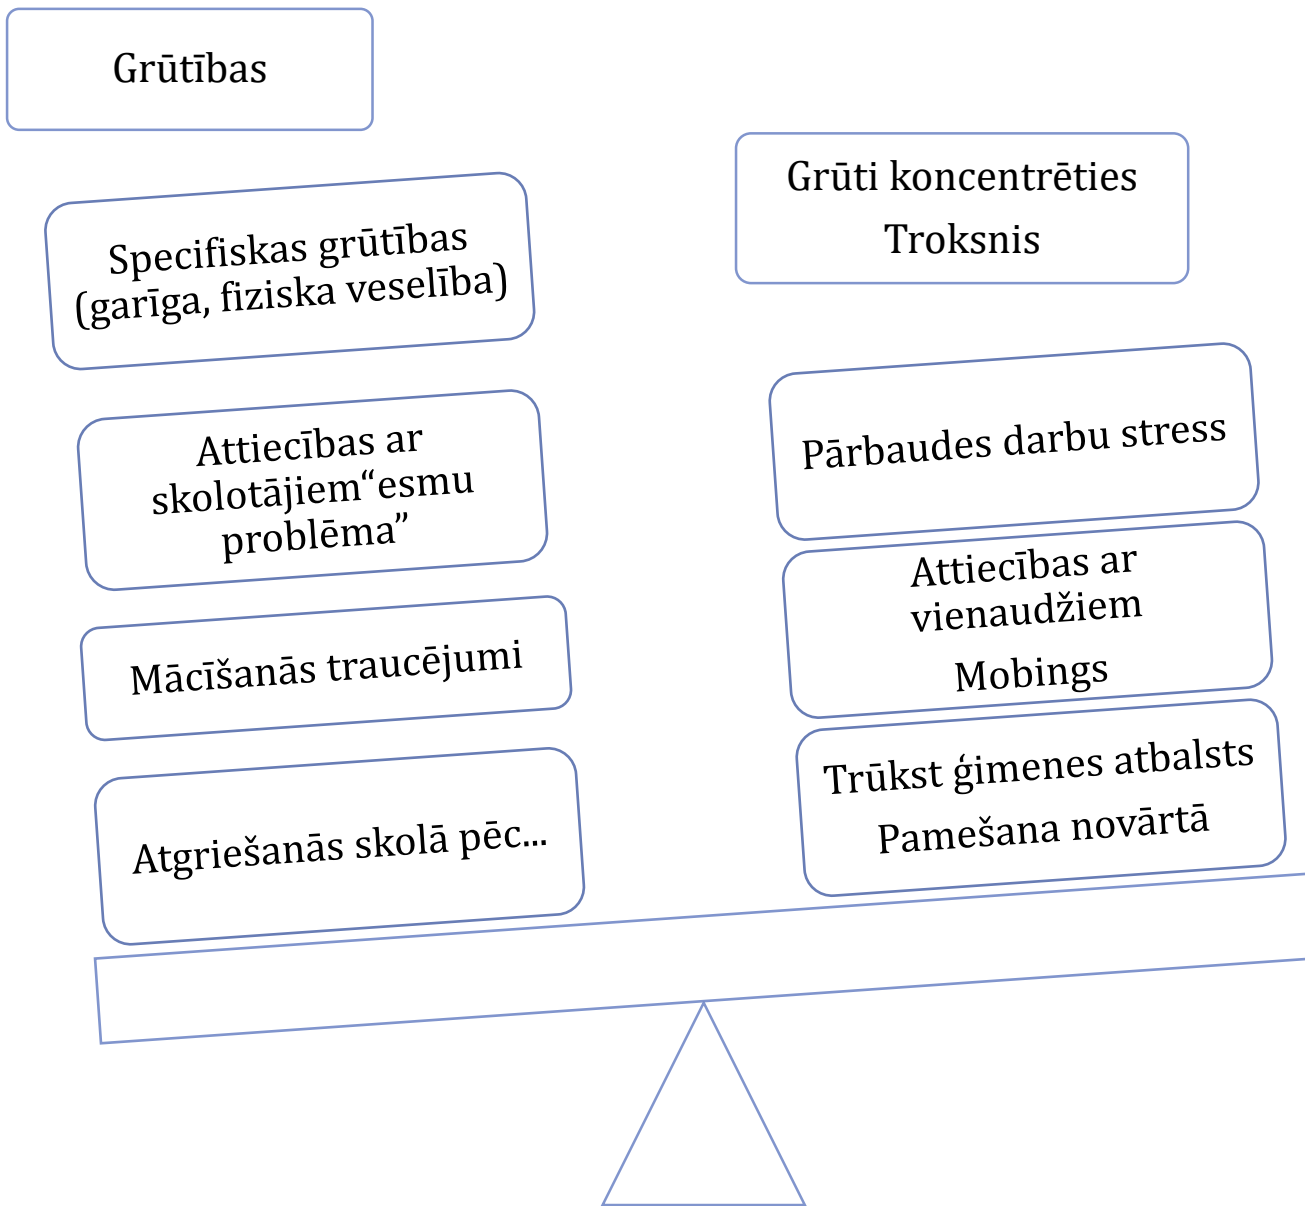 Grūtības
Specifiskas grūtības
(garīga, fiziska veselība)
Attiecības ar
skolotājiem“esmu
problēma”
Mācīšanās traucējumi
Atgriešanās skolā pēc...
Grūti koncentrēties
Troksnis
Pārbaudes darbu stress
Attiecības ar
vienaudžiem
Mobings
Trūkst ģimenes atbalsts
Pamešana novārtā